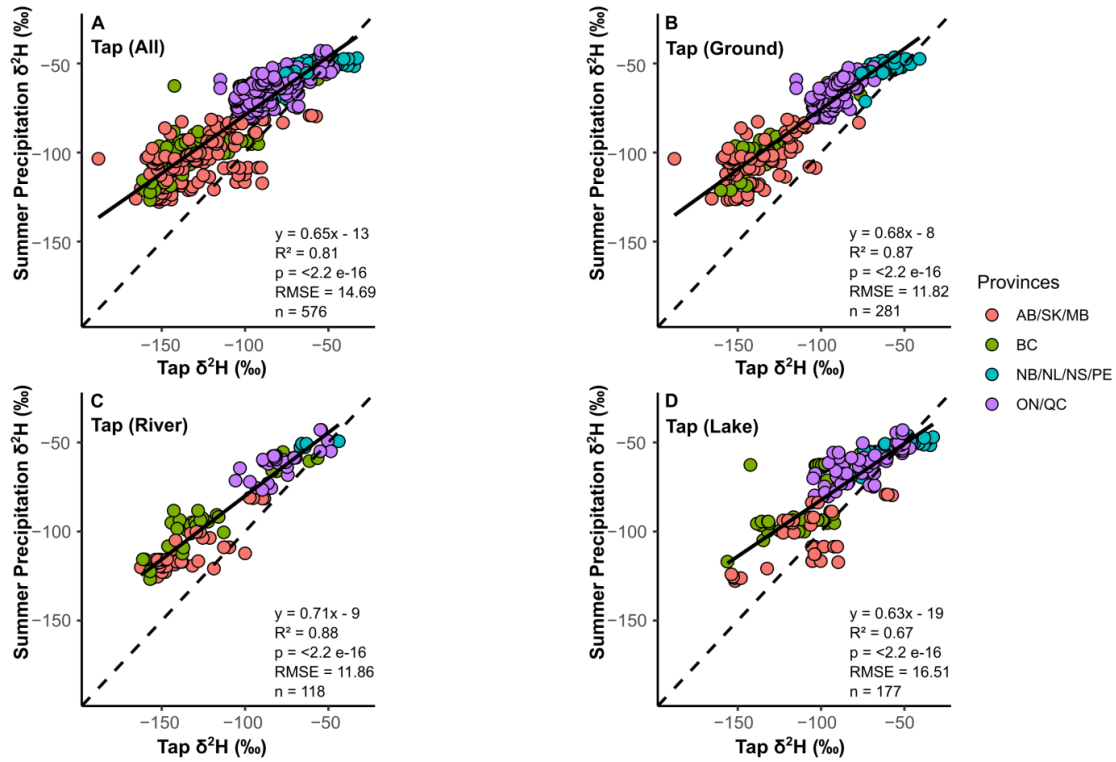 A
Tap (All)
Summer Precipitation δ²H (‰)
−50
−100
−150
y = 0.65x - 13
R² = 0.81
p = <2.2 e-16
RMSE = 14.69
n = 576
−150
−100
−50
Tap δ²H (‰)
B
Tap (Ground)
Summer Precipitation δ²H (‰)
−50
−100
−150
y = 0.68x - 8
R² = 0.87
p = <2.2 e-16
RMSE = 11.82
n = 281
−150
−100
−50
Tap δ²H (‰)
Provinces
AB/SK/MB
BC
NB/NL/NS/PE
ON/QC
C
Tap (River)
Summer Precipitation δ²H (‰)
−50
−100
−150
y = 0.71x - 9
R² = 0.88
p = <2.2 e-16
RMSE = 11.86
n = 118
−150
−100
−50
Tap δ²H (‰)
D
Tap (Lake)
Summer Precipitation δ²H (‰)
−50
−100
−150
y = 0.63x - 19
R² = 0.67
p = <2.2 e-16
RMSE = 16.51
n = 177
−150
−100
−50
Tap δ²H (‰)